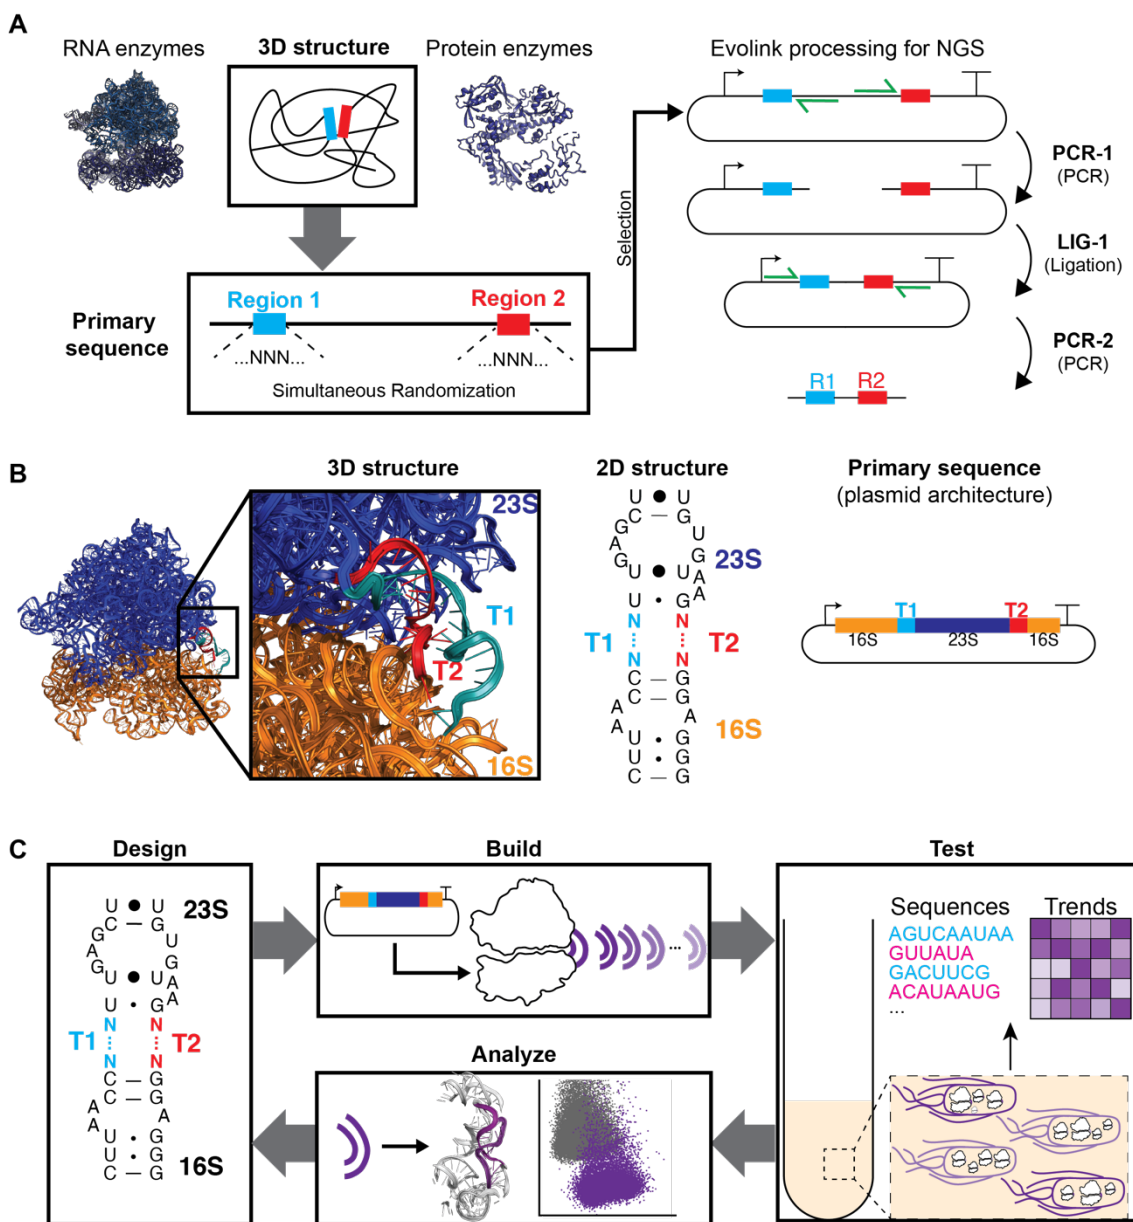 A
RNA enzymes
3D structure
Protein enzymes
Evolink processing for NGS
Primary
sequence
Region 1
Region 2
...NNN...
...NNN...
Simultaneous Randomization
Selection
PCR-1
(PCR)
LIG-1
(Ligation)
PCR-2
(PCR)
R1
R2
B
3D structure
23S
T1
T2
16S
2D structure
U U
C G
G U
A G
G A
U U A
U G
T1 N N T2
N N
C G
C G
A A
A G
U G
U G
C G
23S
16S
Primary sequence
(plasmid architecture)
T1
T2
16S
23S
16S
C
Design
U U
C G
G U
A G
G A
U U A
U G
T1 N N T2
N N
C G
C G
A A
A G
U G
U G
C G
23S
16S
Build
...
Test
Sequences
AGUCAAUAA
GUUAUA
GACUUCG
ACAUAAUG
...
Trends
Analyze